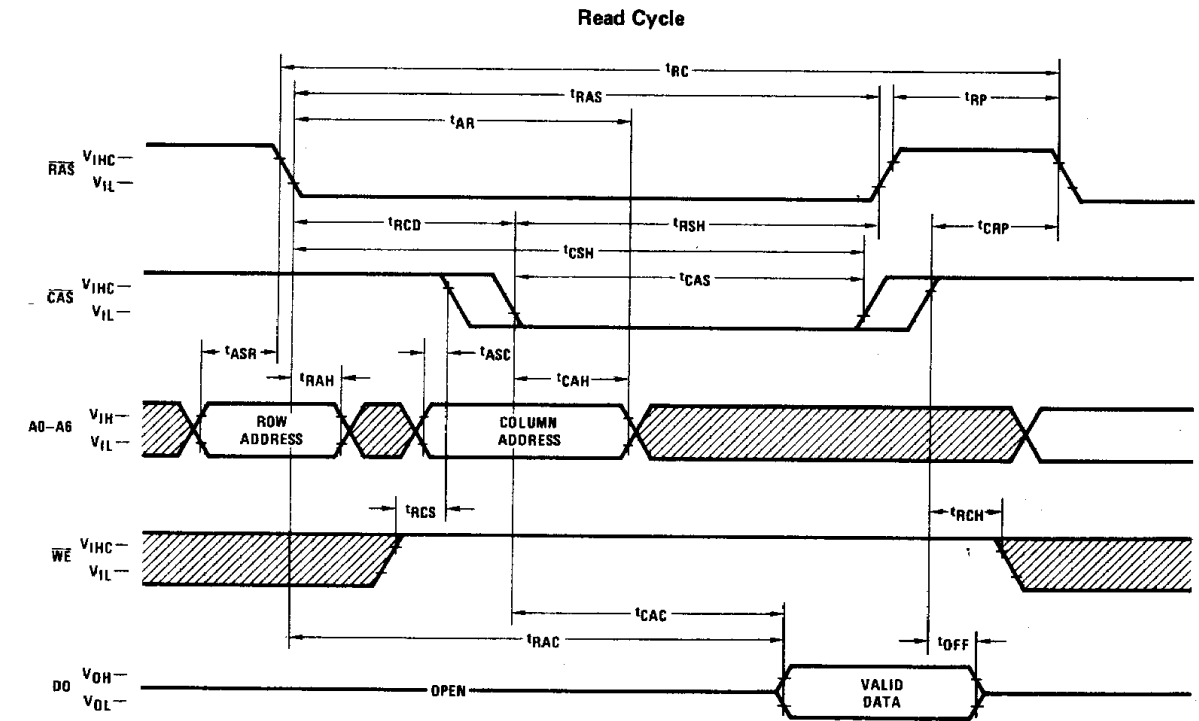 Read Cycle
tRC
tRAS
tRP
tAR
RAS VIHC
VIL
tRCD
tRSH
tCRP
tCSH
tCAS
CAS VIHC
VIL
tASR
tRAH
tASC
tCAH
A0-A6 VIH
VIL
ROW
ADDRESS
COLUMN
ADDRESS
tRCS
tRCH
WE VIHC
VIL
tCAC
tRAC
tOFF
DO VOH
VOL
OPEN
VALID
DATA